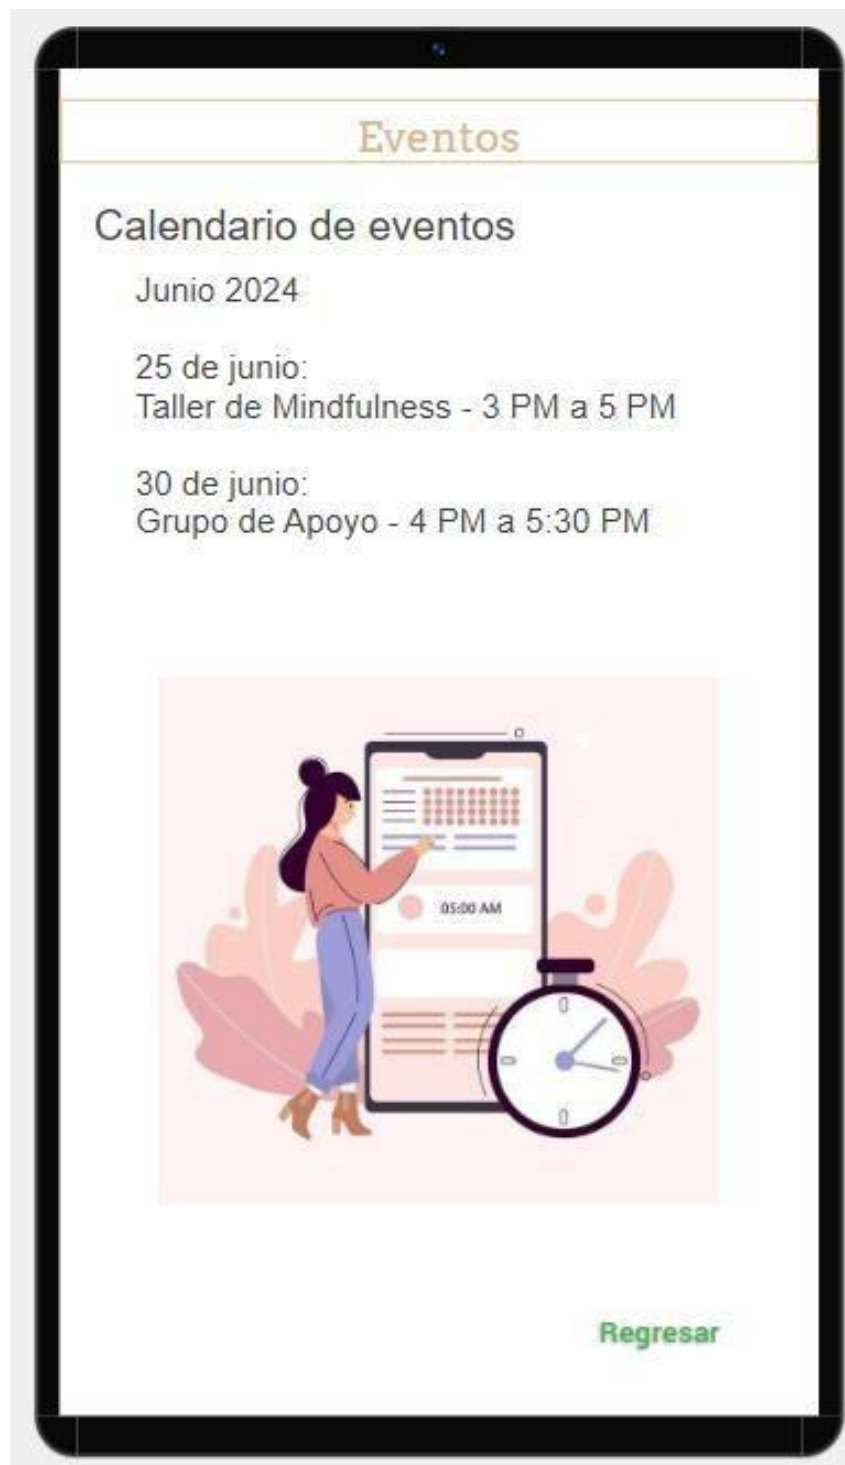 Eventos
Calendario de eventos
Junio 2024
25 de junio:
Taller de Mindfulness - 3 PM a 5 PM
30 de junio:
Grupo de Apoyo - 4 PM a 5:30 PM
05:00 AM
Regresar